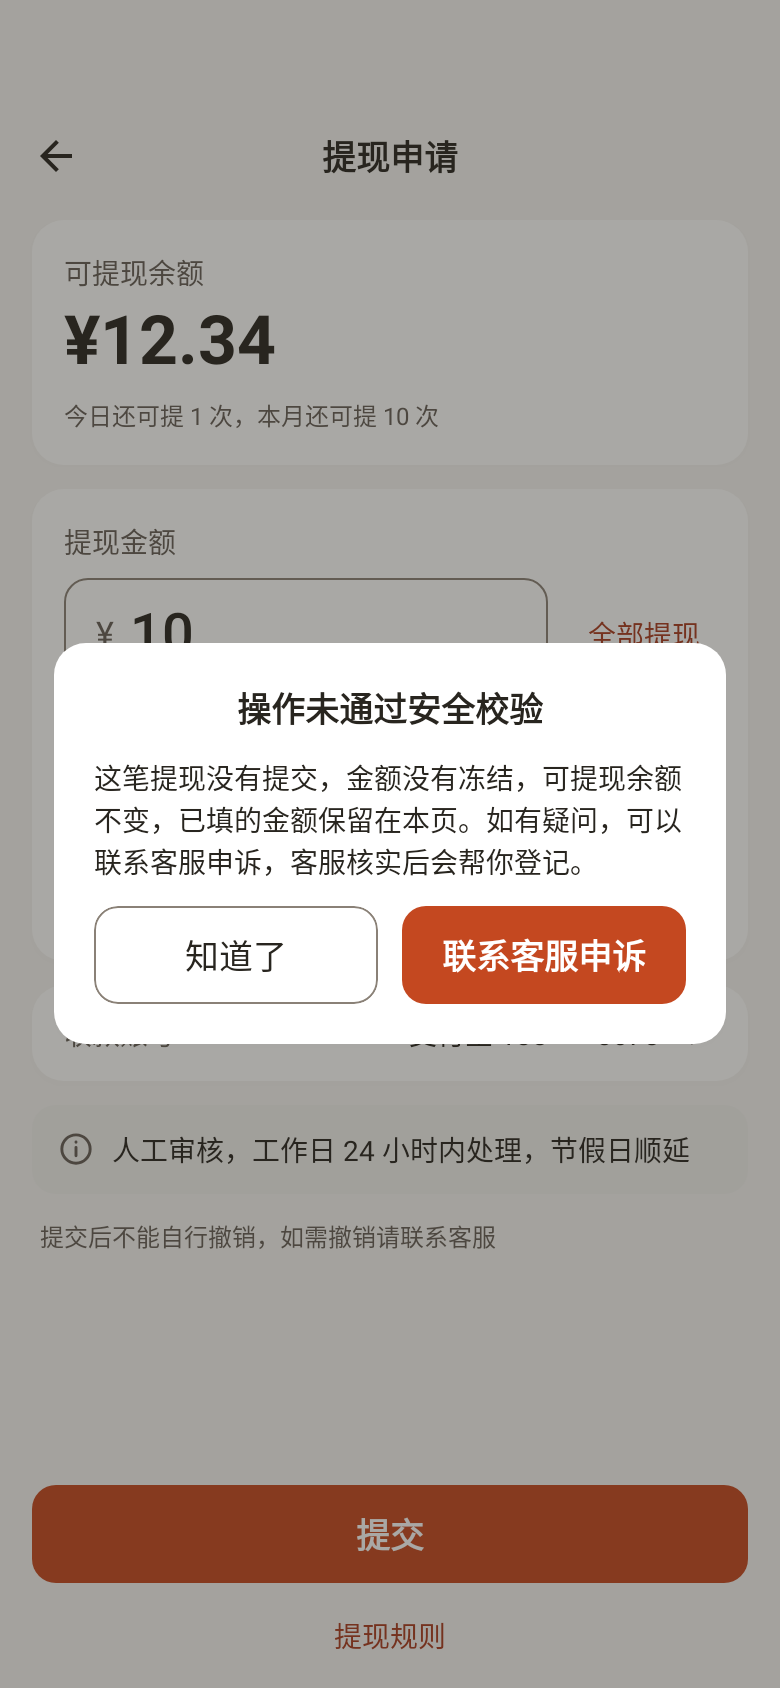 提现申请
可提现余额
¥12.34
今日还可提 1 次，本月还可提 10 次
提现金额
¥ 10
全部提现
操作未通过安全校验
这笔提现没有提交，金额没有冻结，可提现余额
不变，已填的金额保留在本页。如有疑问，可以
联系客服申诉，客服核实后会帮你登记。
知道了
联系客服申诉
人工审核，工作日 24 小时内处理，节假日顺延
提交后不能自行撤销，如需撤销请联系客服
提交
提现规则